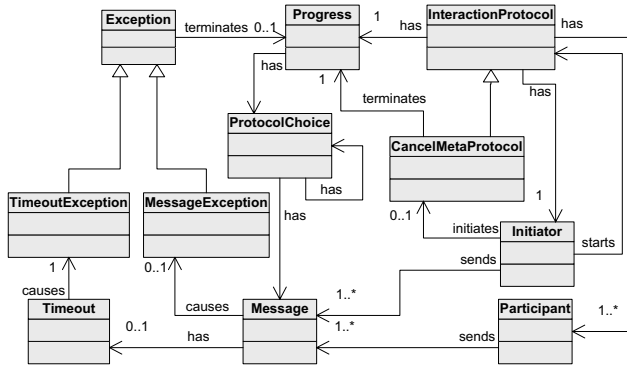 Exception
terminates 0..1
Progress
1
has
InteractionProtocol
has
has
1
terminates
has
ProtocolChoice
CancelMetaProtocol
has
has
1
TimeoutException
MessageException
0..1
initiates
Initiator
starts
1
0..1
sends
causes
causes
1..*
Timeout
0..1
has
Message
1..*
sends
Participant
1..*